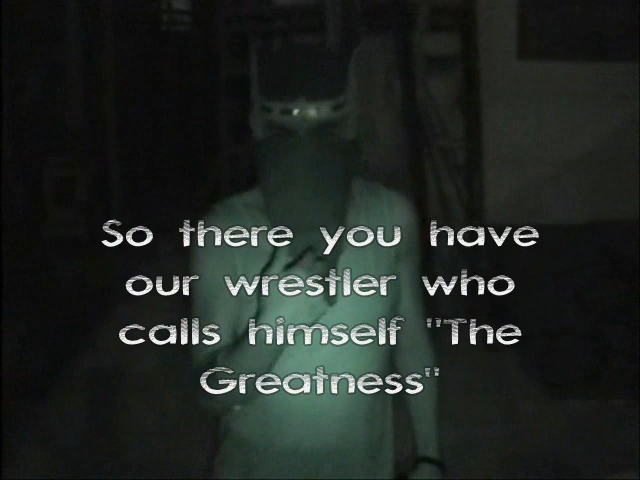 So there you have
our wrestler who
calls himself "The
Greatness"